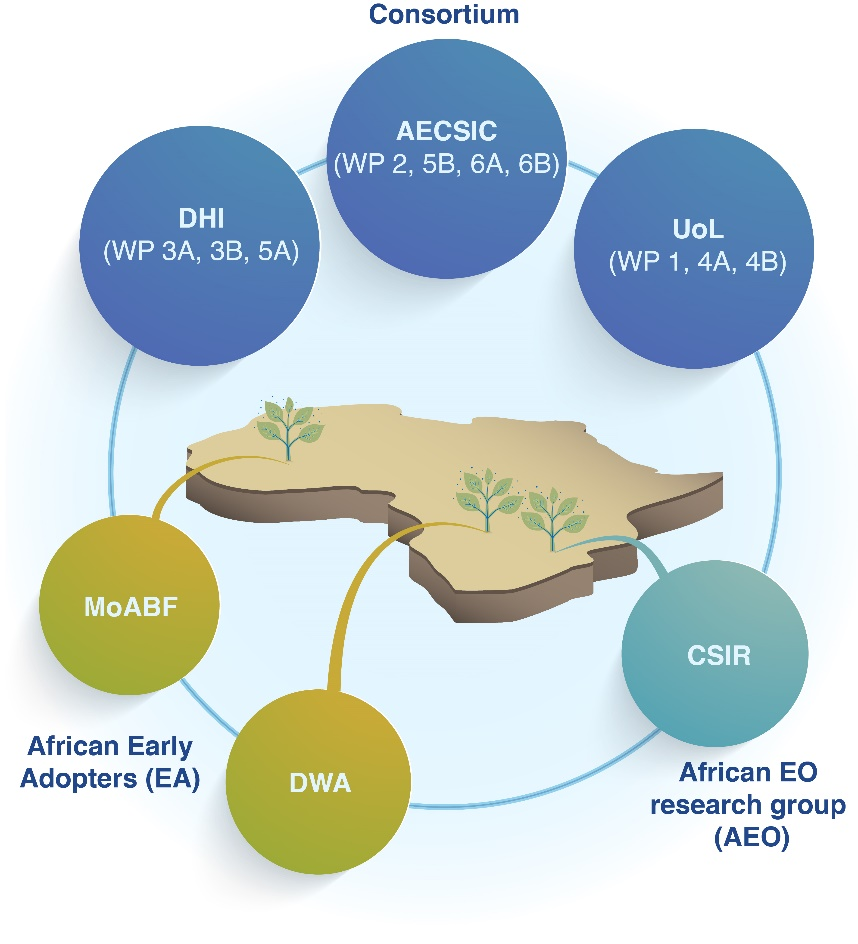 Consortium
AECSIC
(WP 2, 5B, 6A, 6B)
DHI
(WP 3A, 3B, 5A)
UoL
(WP 1, 4A, 4B)
MoABF
CSIR
African Early
Adopters (EA)
DWA
African EO
research group
(AEO)